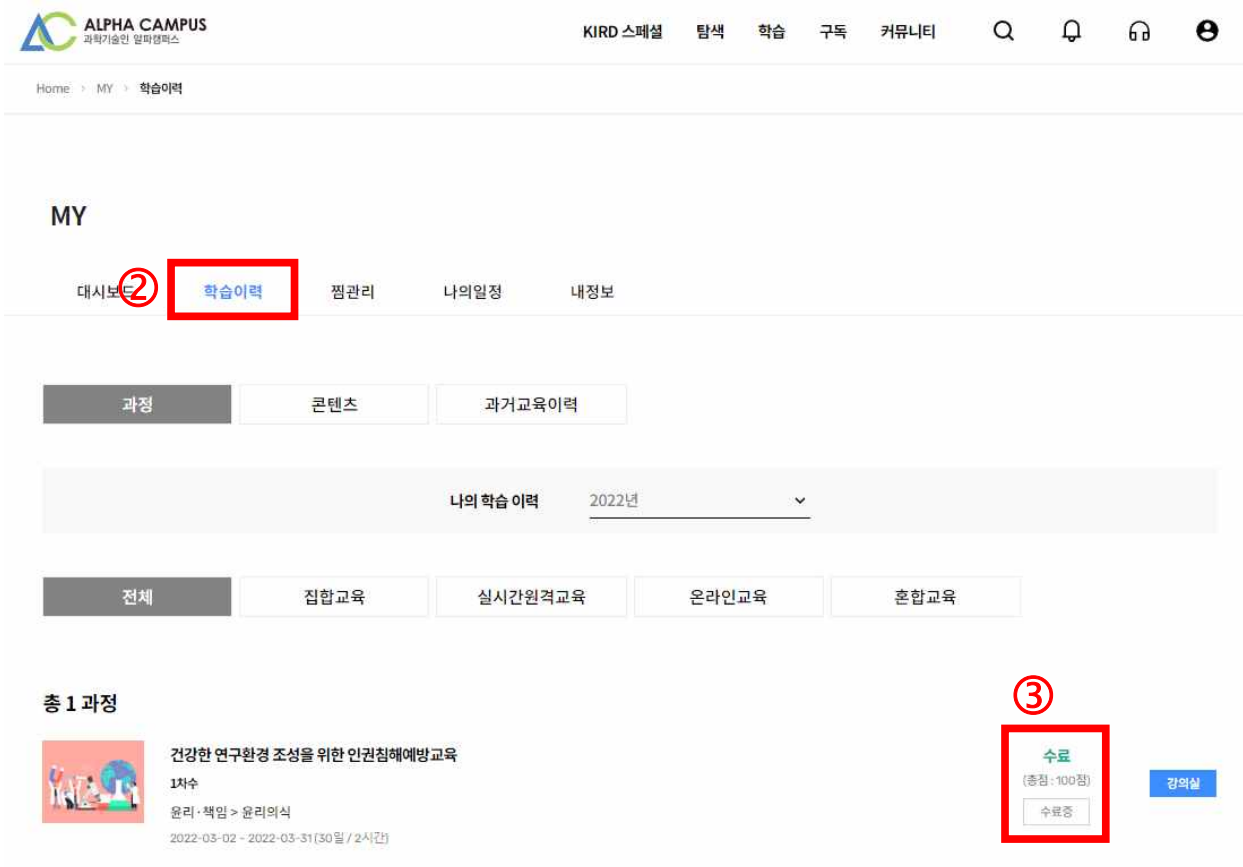 ALPHA CAMPUS
과학기술인 알파캠퍼스
KIRD 스페셜 탐색 학습 구독 커뮤니티
Home > MY > 학습이력
MY
대시보드 ② 학습이력 찜관리 나의일정 내정보
과정 콘텐츠 과거교육이력
나의 학습 이력 2022년
전체 집합교육 실시간원격교육 온라인교육 혼합교육
총 1 과정
③
건강한 연구환경 조성을 위한 인권침해예방교육
1차수
윤리·책임 > 윤리의식
2022-03-02 - 2022-03-31(30일 / 2시간)
수료
(총점 : 100점)
수료증
강의실